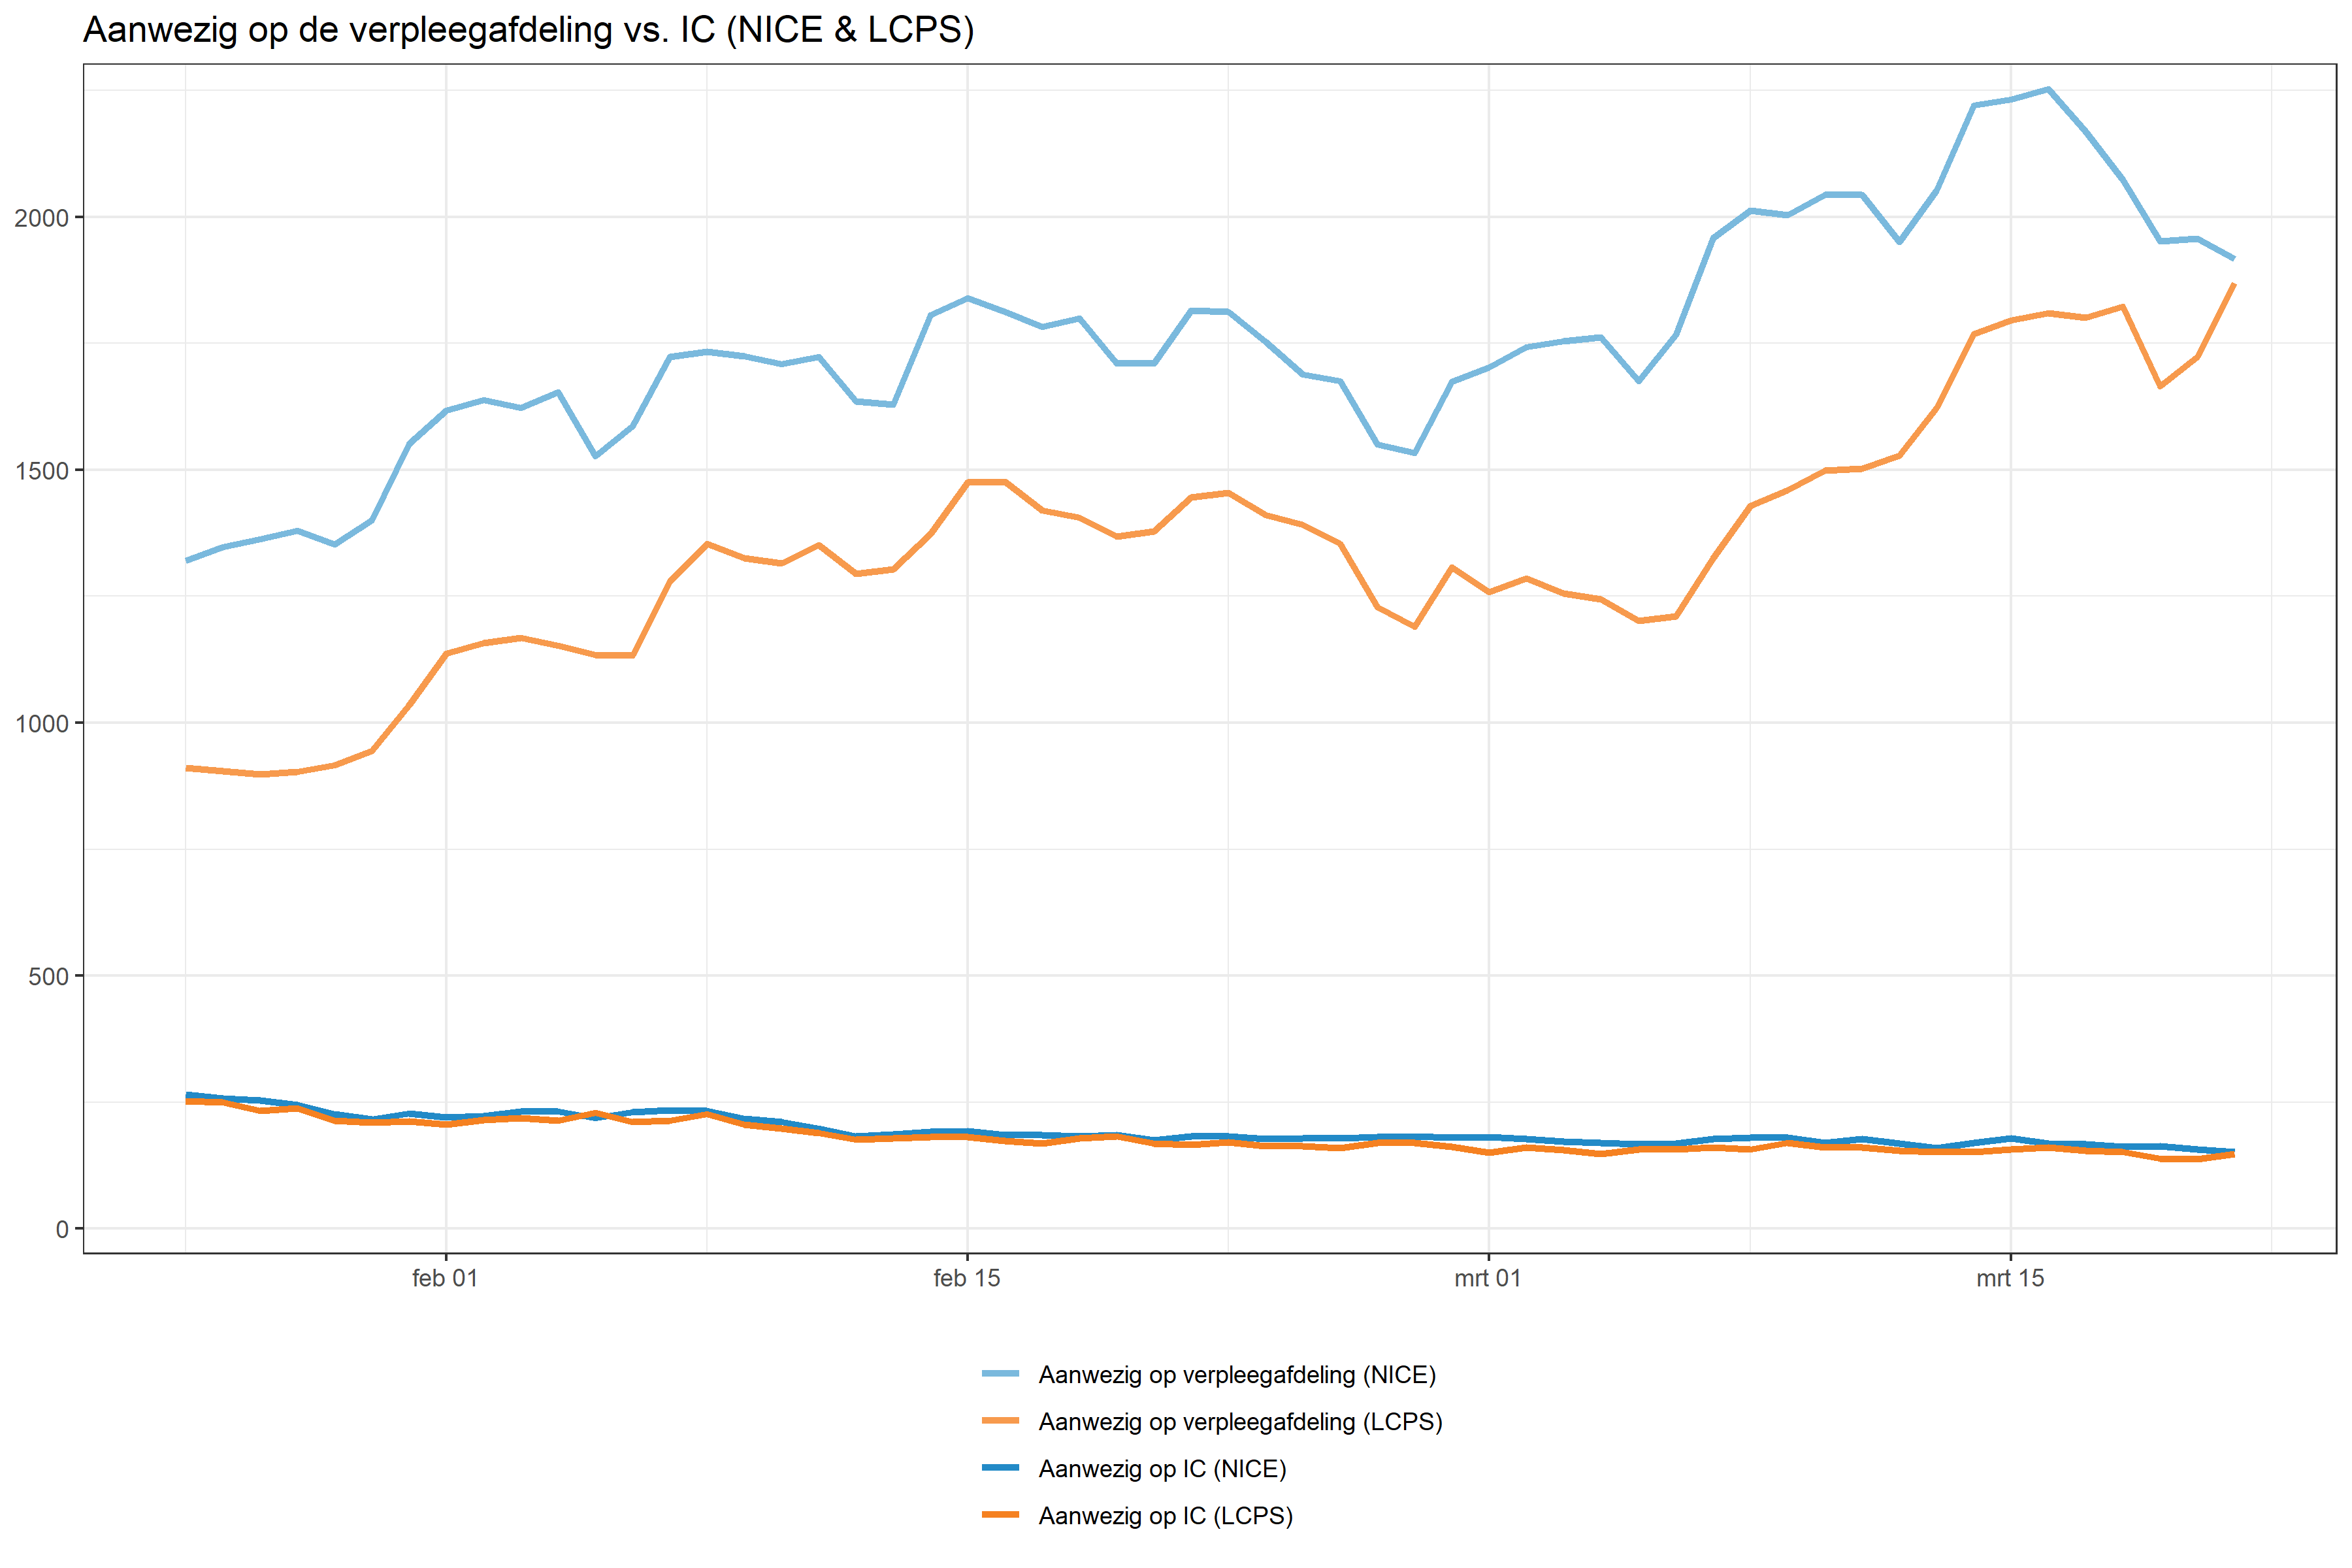 Aanwezig op de verpleegafdeling vs. IC (NICE & LCPS)
2000
1500
1000
500
0
feb 01
feb 15
mrt 01
mrt 15
Aanwezig op verpleegafdeling (NICE)
Aanwezig op verpleegafdeling (LCPS)
Aanwezig op IC (NICE)
Aanwezig op IC (LCPS)